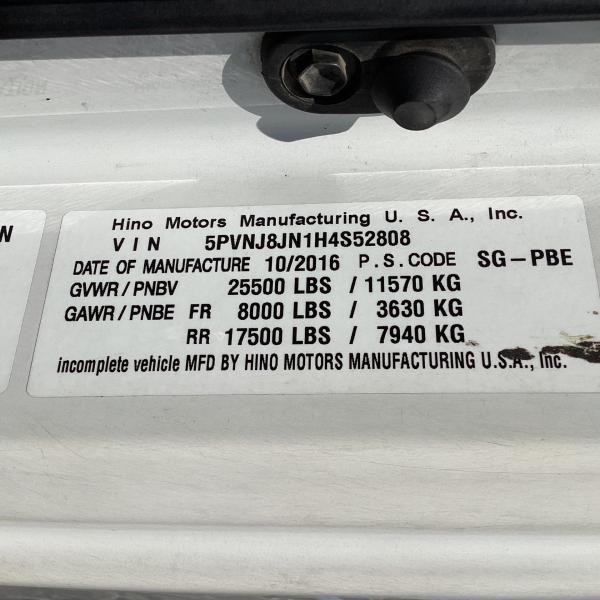 N
Hino Motors Manufacturing U. S. A., Inc.
VIN 5PVNJ8JN1H4S52808
DATE OF MANUFACTURE 10/2016 P.S.CODE SG-PBE
GVWR/PNBV 25500 LBS / 11570 KG
GAWR/PNBE FR 8000 LBS / 3630 KG
RR 17500 LBS / 7940 KG
incomplete vehicle MFD BY HINO MOTORS MANUFACTURING U.S.A., Inc.